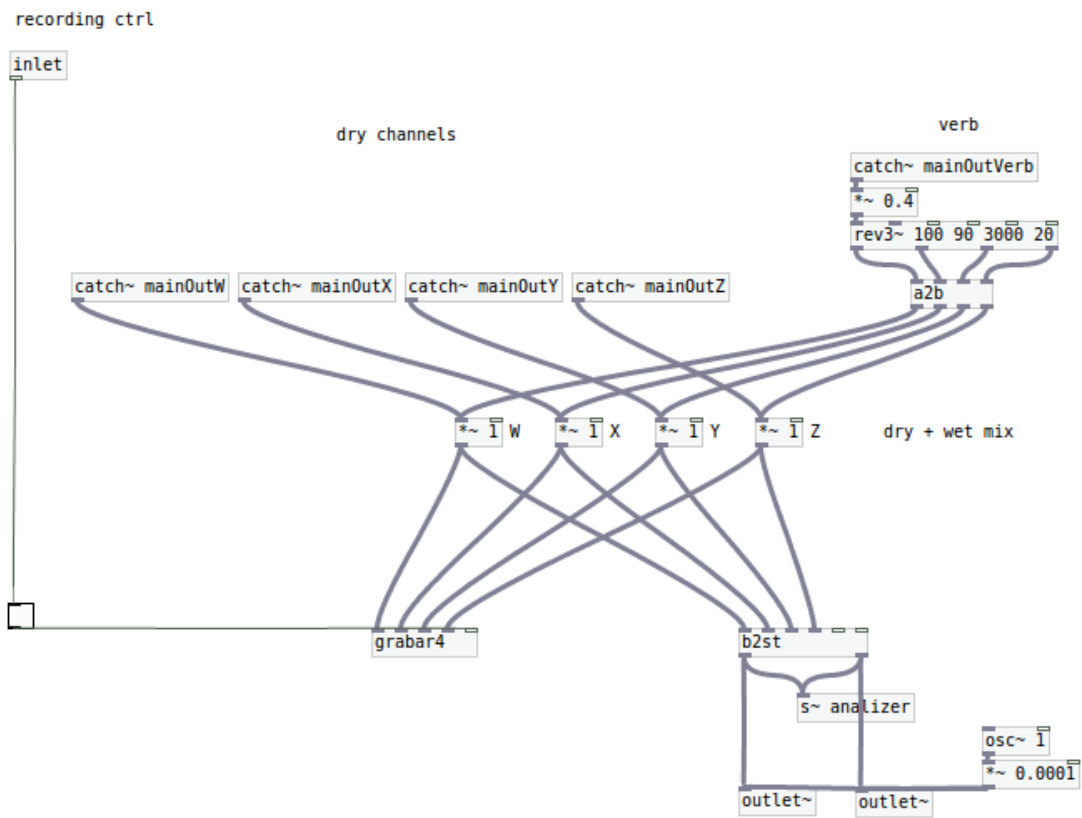 recording ctrl
inlet
dry channels
verb
catch~ mainOutVerb
*~ 0.4
rev3~ 100 90 3000 20
catch~ mainOutW
catch~ mainOutX
catch~ mainOutY
catch~ mainOutZ
a2b
*~ 1 W
*~ 1 X
*~ 1 Y
*~ 1 Z
dry + wet mix
grabar4
b2st
s~ analizer
osc~ 1
*~ 0.0001
outlet~
outlet~